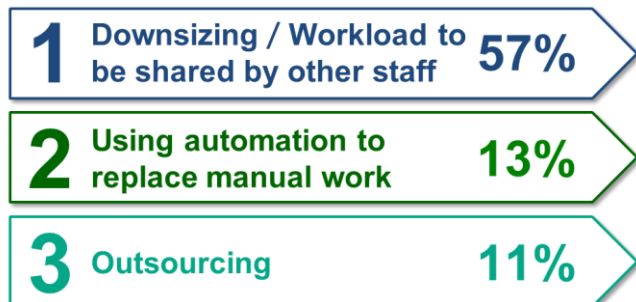 1 Downsizing / Workload to
be shared by other staff 57%
2 Using automation to
replace manual work 13%
3 Outsourcing 11%